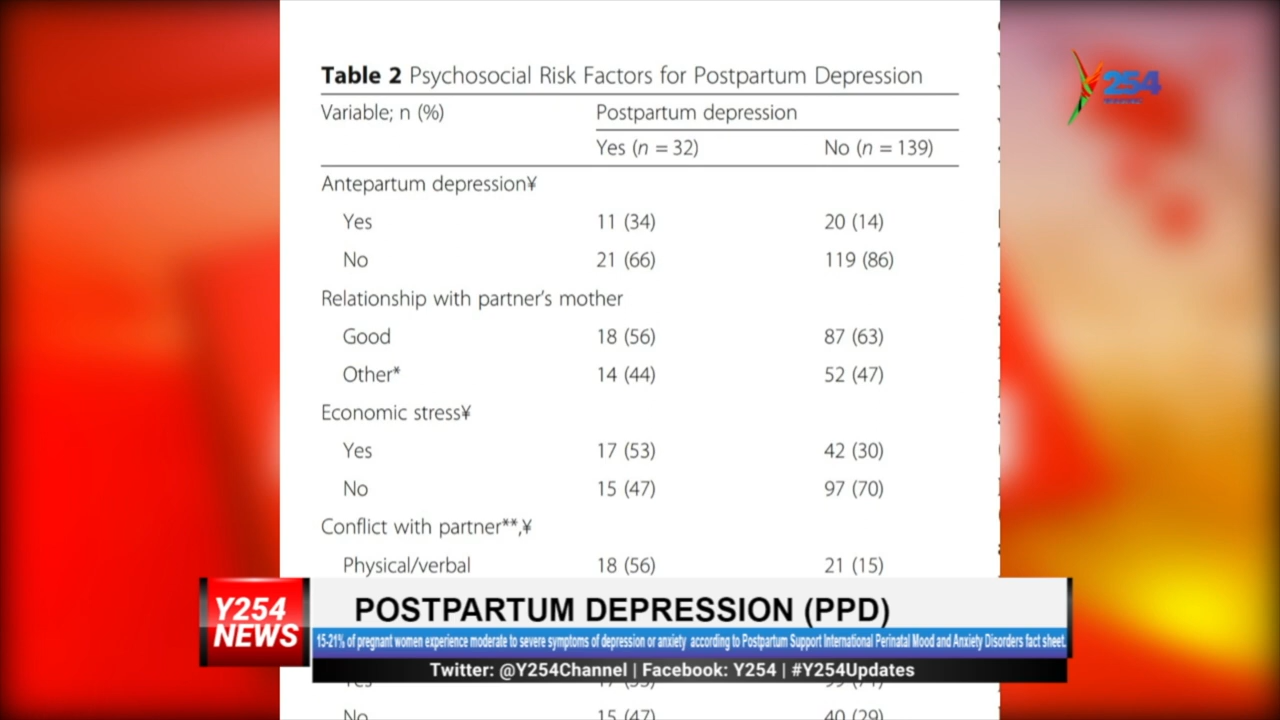 Table 2 Psychosocial Risk Factors for Postpartum Depression
Variable; n (%) Postpartum depression
Yes (n = 32) No (n = 139)
Antepartum depression¥
Yes 11 (34) 20 (14)
No 21 (66) 119 (86)
Relationship with partner's mother
Good 18 (56) 87 (63)
Other* 14 (44) 52 (47)
Economic stress¥
Yes 17 (53) 42 (30)
No 15 (47) 97 (70)
Conflict with partner**,¥
Physical/verbal 18 (56) 21 (15)
254
Y254
NEWS
POSTPARTUM DEPRESSION (PPD)
15-21% of pregnant women experience moderate to severe symptoms of depression or anxiety according to Postpartum Support International Perinatal Mood and Anxiety Disorders fact sheet.
Twitter: @Y254Channel | Facebook: Y254 | #Y254Updates
No 15 (47) 40 (29)